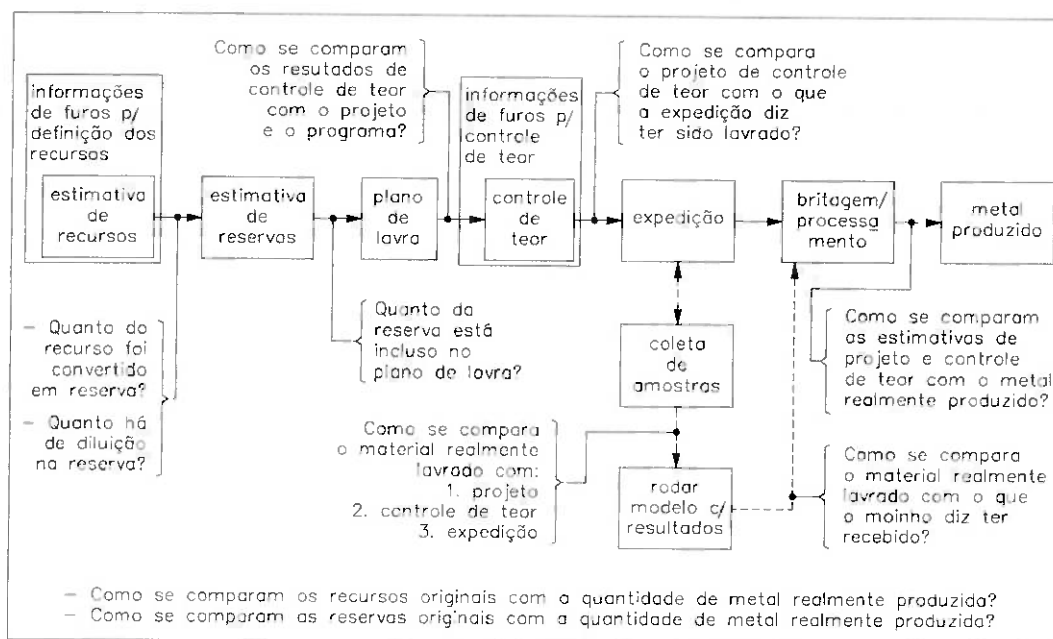 Como se comparam
os resutados de
controle de teor
com o projeto
e o programa?
Como se compara
o projeto de controle
de teor com o que
a expedição diz
ter sido lavrado?
informações
de furos p/
definição dos
recursos
informações
de furos p/
controle
de teor
estimativa
de
recursos
estimativa
de
reservas
plano
de
lavra
controle
de
teor
expedição
britagem/
processa
mento
metal
produzido
– Quanto do
recurso foi
convertido
em reserva?
– Quanto há
de diluição
na reserva?
Quanto da
reserva está
incluso no
plano de lavra?
coleta
de
amostras
Como se comparam
as estimativas de
projeto e controle
de teor com o metal
realmente produzido?
Como se compara
o material realmente
lavrado com:
1. projeto
2. controle de teor
3. expedição
rodar
modelo c/
resultados
Como se compara
o material realmente
lavrado com o que
o moinho diz ter
recebido?
– Como se comparam os recursos originais com a quantidade de metal realmente produzida?
– Como se comparam as reservas originais com a quantidade de metal realmente produzida?